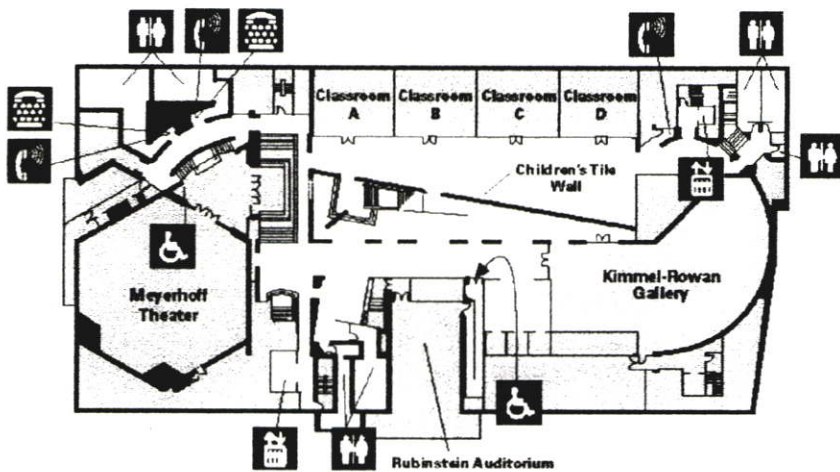 Classroom
A
Classroom
B
Classroom
C
Classroom
D
Children's Tile
Wall
Meyerhoff
Theater
Kimmel-Rowan
Gallery
Rubinstein Auditorium